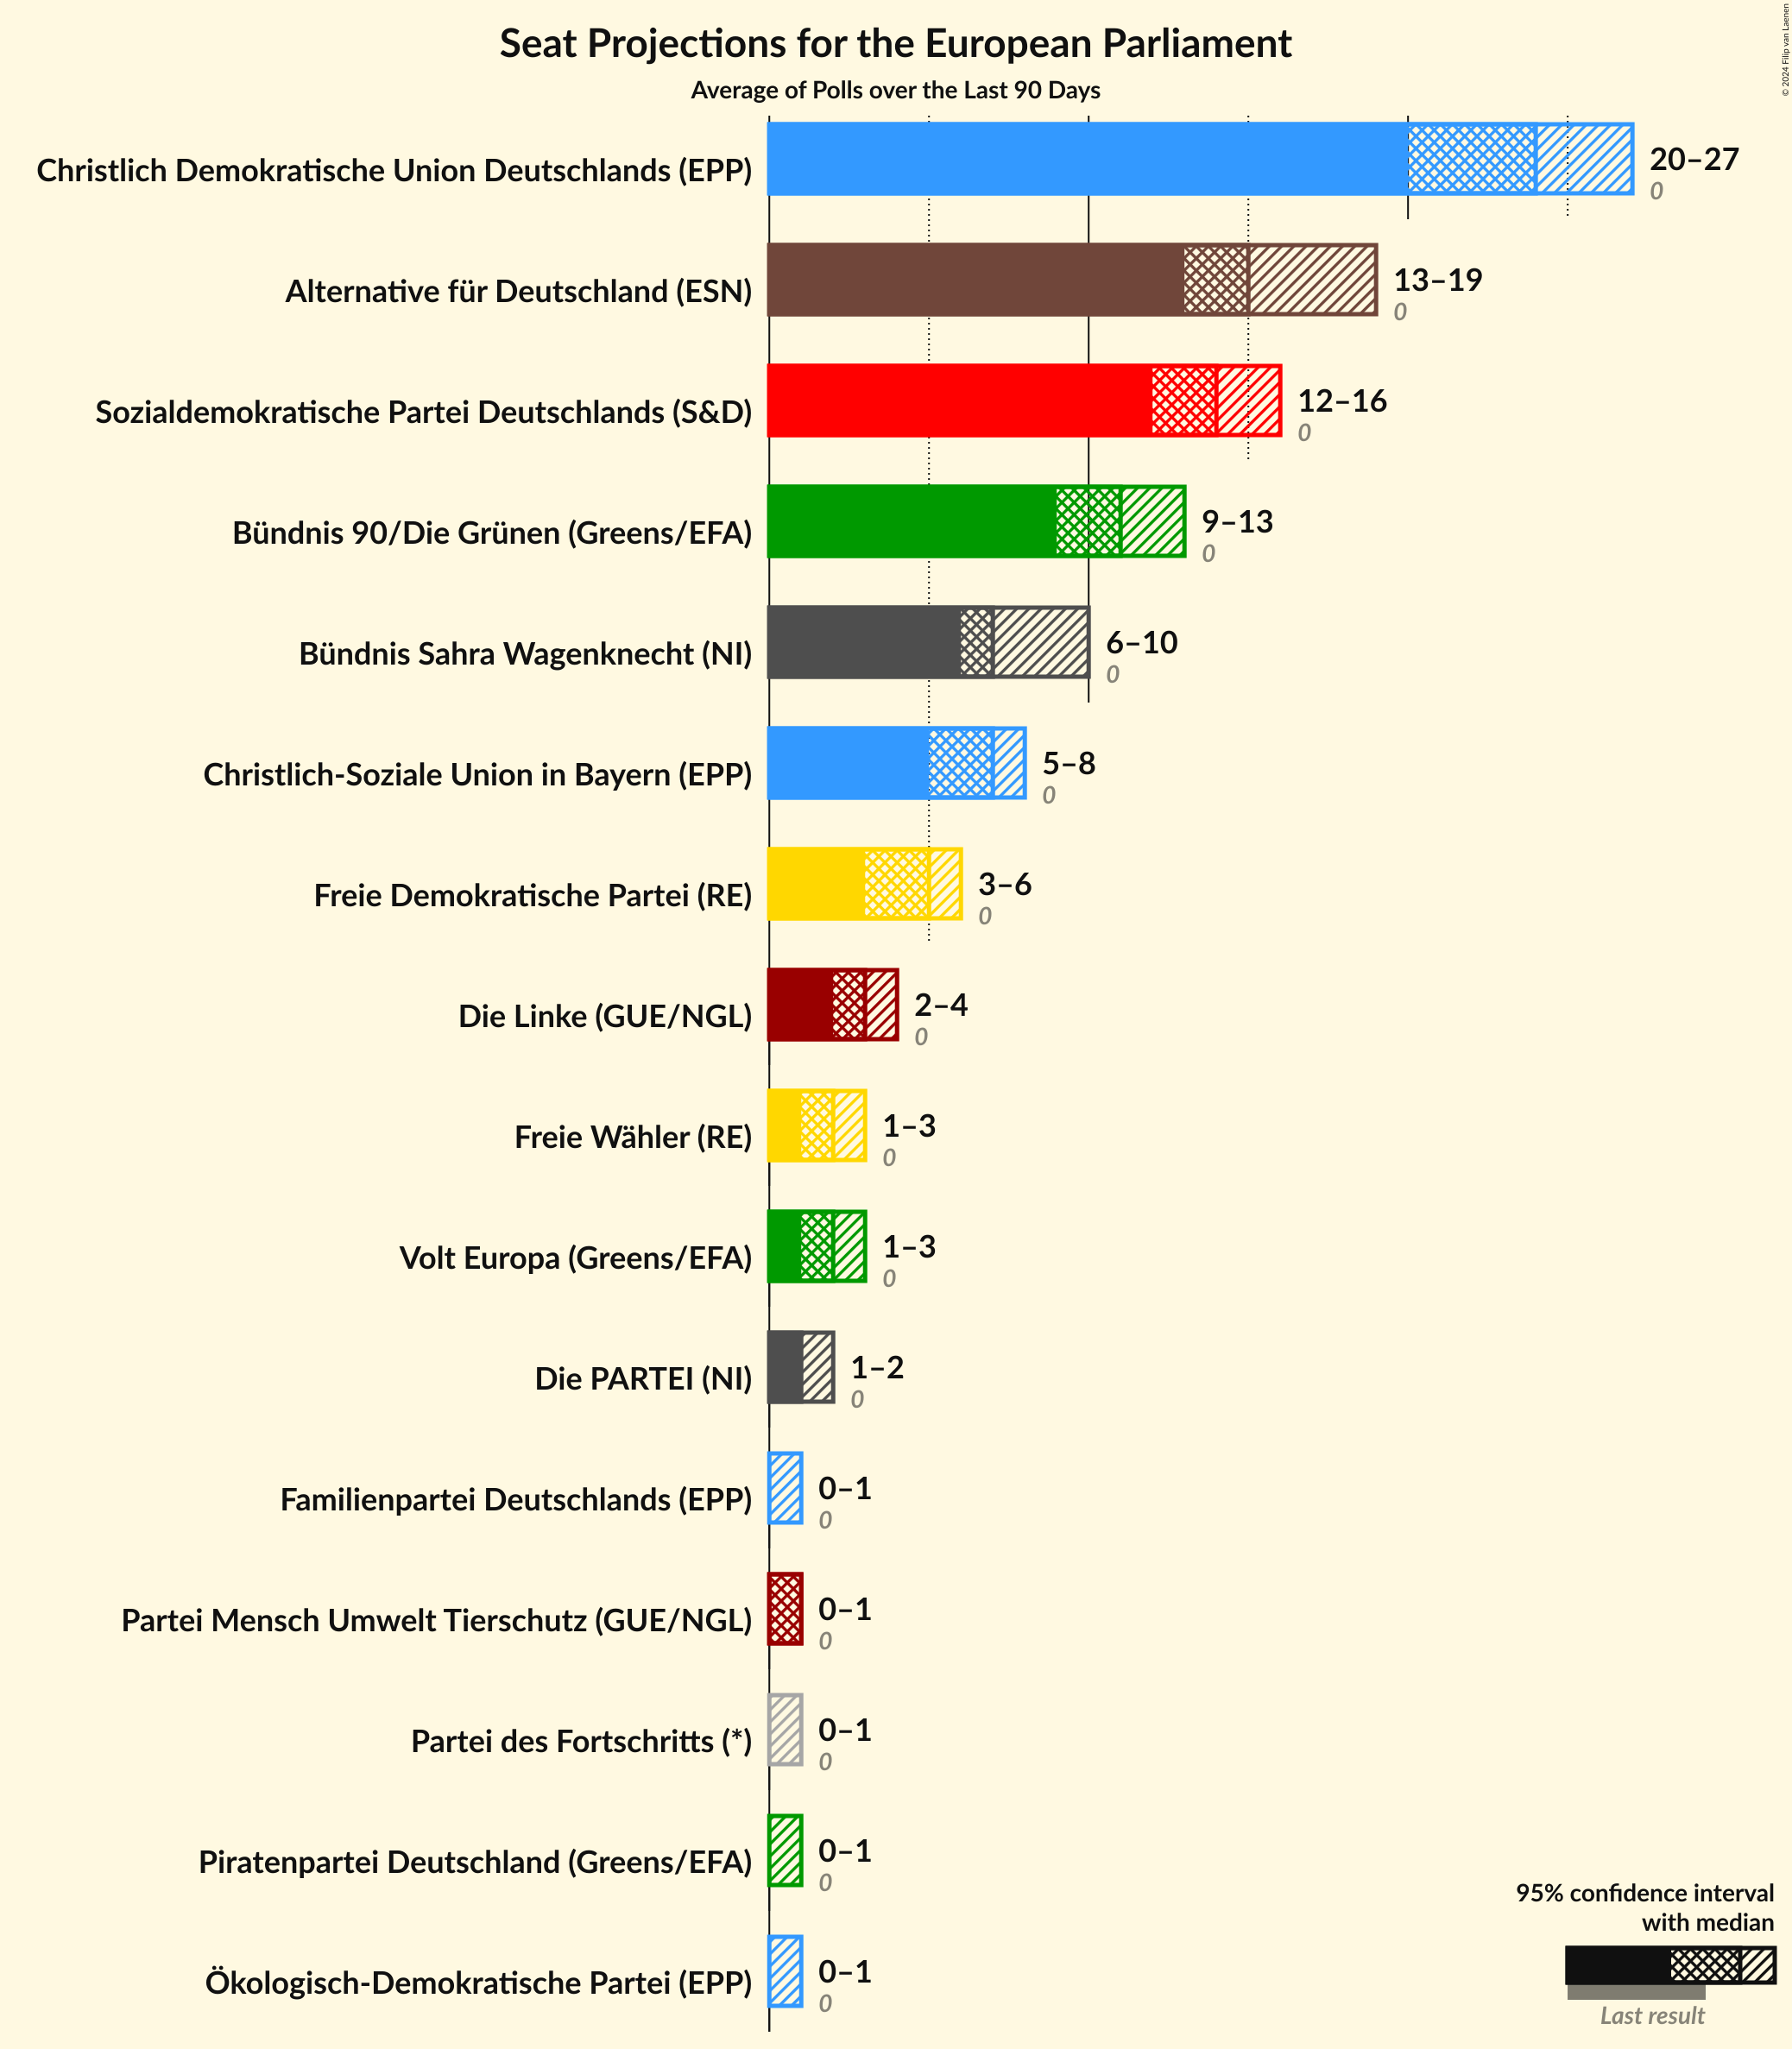 Seat Projections for the European Parliament
Average of Polls over the Last 90 Days
© 2024 Filip van Laenen
Christlich Demokratische Union Deutschlands (EPP)
20–27
0
Alternative für Deutschland (ESN)
13–19
0
Sozialdemokratische Partei Deutschlands (S&D)
12–16
0
Bündnis 90/Die Grünen (Greens/EFA)
9–13
0
Bündnis Sahra Wagenknecht (NI)
6–10
0
Christlich-Soziale Union in Bayern (EPP)
5–8
0
Freie Demokratische Partei (RE)
3–6
0
Die Linke (GUE/NGL)
2–4
0
Freie Wähler (RE)
1–3
0
Volt Europa (Greens/EFA)
1–3
0
Die PARTEI (NI)
1–2
0
Familienpartei Deutschlands (EPP)
0–1
0
Partei Mensch Umwelt Tierschutz (GUE/NGL)
0–1
0
Partei des Fortschritts (*)
0–1
0
Piratenpartei Deutschland (Greens/EFA)
0–1
0
Ökologisch-Demokratische Partei (EPP)
0–1
0
95% confidence interval
with median
Last result